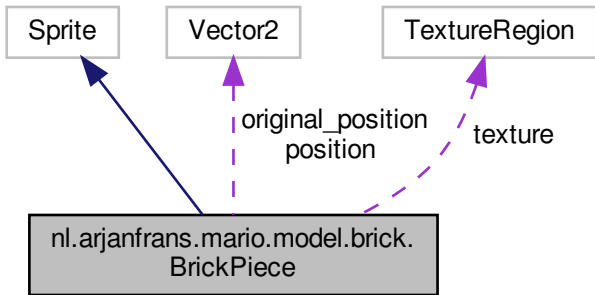 Sprite
Vector2
TextureRegion
original_position
position
texture
nl.arjanfrans.mario.model.brick.
BrickPiece